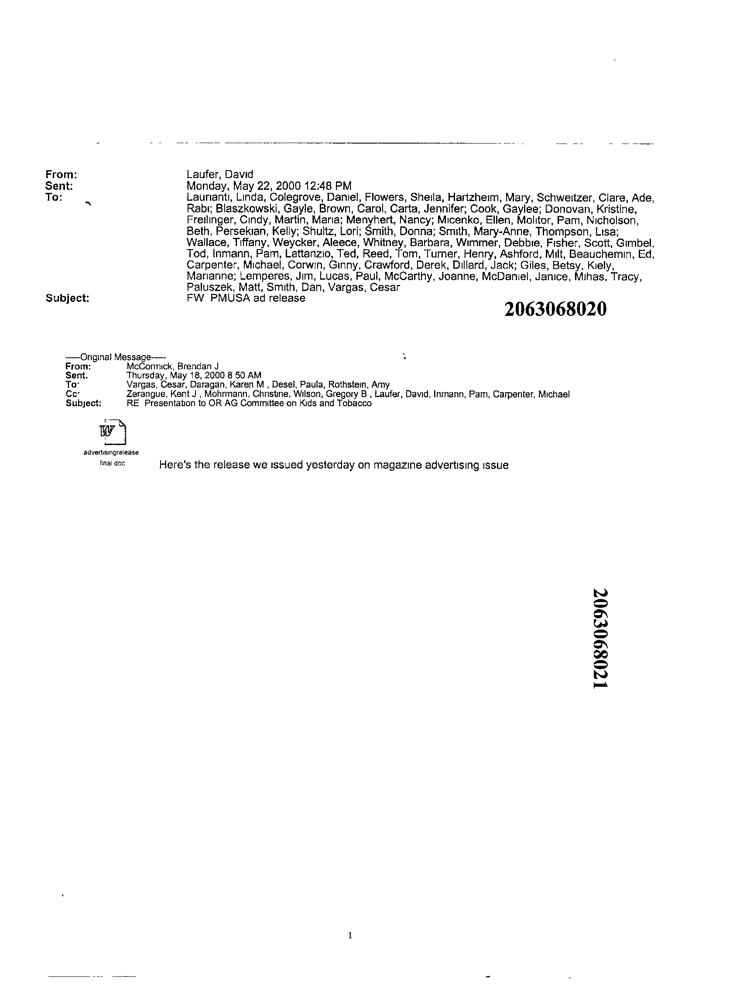 From: Laufer, David
Sent: Monday, May 22, 2000 12:48 PM
To: Laurianti, Linda, Colegrove, Daniel, Flowers, Sheila, Hartzheim, Mary, Schweitzer, Clare, Ade,
Rabi; Blaszkowski, Gayle, Brown, Carol, Carta, Jennifer; Cook, Gaylee; Donovan, Kristine,
Freilinger, Cindy, Martin, Maria; Menyhert, Nancy; Micenko, Ellen, Molitor, Pam, Nicholson,
Beth, Persekian, Kelly; Shultz, Lori; Smith, Donna; Smith, Mary-Anne, Thompson, Lisa;
Wallace, Tiffany, Weycker, Aleece, Whitney, Barbara, Wimmer, Debbie, Fisher, Scott, Gimbel,
Tod, Inmann, Pam, Lattanzio, Ted, Reed, Tom, Turner, Henry, Ashford, Milt, Beauchemin, Ed,
Carpenter, Michael, Corwin, Ginny, Crawford, Derek, Dillard, Jack; Giles, Betsy, Kiely,
Marianne; Lemperes, Jim, Lucas, Paul, McCarthy, Joanne, McDaniel, Janice, Mihas, Tracy,
Paluszek, Matt, Smith, Dan, Vargas, Cesar
Subject: FW PMUSA ad release
2063068020
-----Original Message-----
From: McCormick, Brendan J
Sent. Thursday, May 18, 2000 8 50 AM
To· Vargas, Cesar, Daragan, Karen M , Desel, Paula, Rothstein, Amy
Cc· Zerangue, Kent J , Mohrmann, Christine, Wilson, Gregory B , Laufer, David, Inmann, Pam, Carpenter, Michael
Subject: RE Presentation to OR AG Committee on Kids and Tobacco
W
advertisingrelease
final doc
Here's the release we issued yesterday on magazine advertising issue
2063068021
1